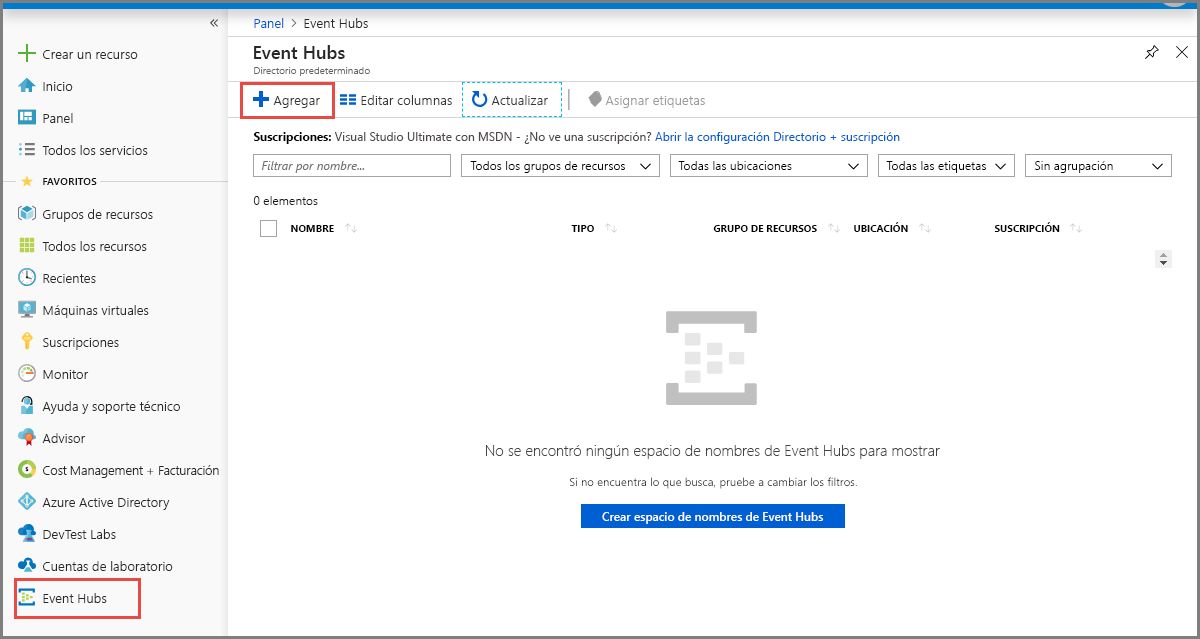 «
Crear un recurso
Inicio
Panel
Todos los servicios
FAVORITOS
Grupos de recursos
Todos los recursos
Recientes
Máquinas virtuales
Suscripciones
Monitor
Ayuda y soporte técnico
Advisor
Cost Management + Facturación
Azure Active Directory
DevTest Labs
Cuentas de laboratorio
Event Hubs
Panel > Event Hubs
Event Hubs
Directorio predeterminado
Agregar Editar columnas Actualizar Asignar etiquetas
Suscripciones: Visual Studio Ultimate con MSDN - ¿No ve una suscripción? Abrir la configuración Directorio + suscripción
Filtrar por nombre... Todos los grupos de recursos Todas las ubicaciones Todas las etiquetas Sin agrupación
0 elementos
NOMBRE TIPO GRUPO DE RECURSOS UBICACIÓN SUSCRIPCIÓN
No se encontró ningún espacio de nombres de Event Hubs para mostrar
Si no encuentra lo que busca, pruebe a cambiar los filtros.
Crear espacio de nombres de Event Hubs